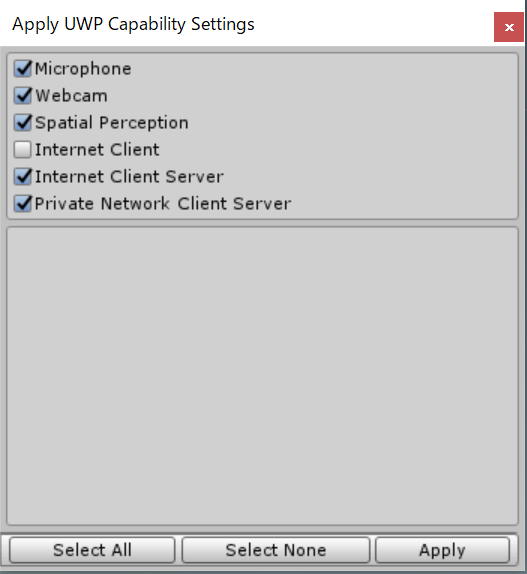 Apply UWP Capability Settings
Microphone
Webcam
Spatial Perception
Internet Client
Internet Client Server
Private Network Client Server
Select All Select None Apply